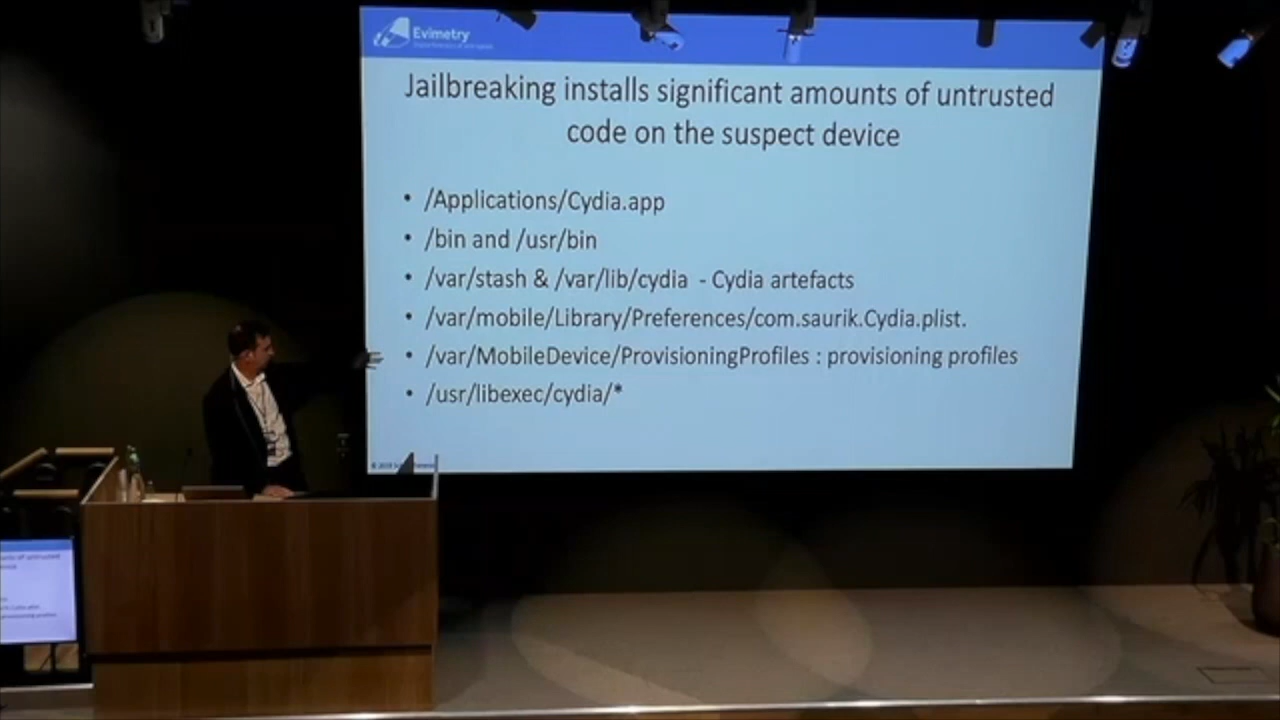 Evimetry
Jailbreaking installs significant amounts of untrusted
code on the suspect device
• /Applications/Cydia.app
• /bin and /usr/bin
• /var/stash & /var/lib/cydia - Cydia artefacts
• /var/mobile/Library/Preferences/com.saurik.Cydia.plist.
• /var/MobileDevice/ProvisioningProfiles : provisioning profiles
• /usr/libexec/cydia/*